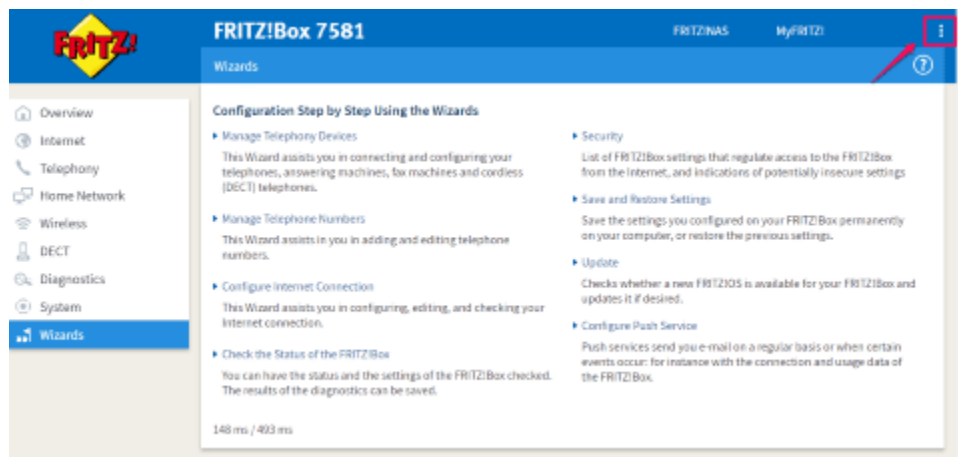 FRITZ!
FRITZ!Box 7581
FRITZ!NAS
MyFRITZ!
Wizards
Overview
Internet
Telephony
Home Network
Wireless
DECT
Diagnostics
System
Wizards
Configuration Step by Step Using the Wizards
Manage Telephony Devices
This Wizard assists you in connecting and configuring your
telephones, answering machines, fax machines and cordless
(DECT) telephones.
Manage Telephone Numbers
This Wizard assists in you in adding and editing telephone
numbers.
Configure Internet Connection
This Wizard assists you in configuring, editing, and checking your
Internet connection.
Check the Status of the FRITZ!Box
You can have the status and the settings of the FRITZ!Box checked.
The results of the diagnostics can be saved.
Security
List of FRITZ!Box settings that regulate access to the FRITZ!Box
from the Internet, and indications of potentially insecure settings
Save and Restore Settings
Save the settings you configured on your FRITZ!Box permanently
on your computer, or restore the previous settings.
Update
Checks whether a new FRITZ!OS is available for your FRITZ!Box and
updates it if desired.
Configure Push Service
Push services send you e-mail on a regular basis or when certain
events occur: for instance with the connection and usage data of
the FRITZ!Box.
148 ms / 493 ms